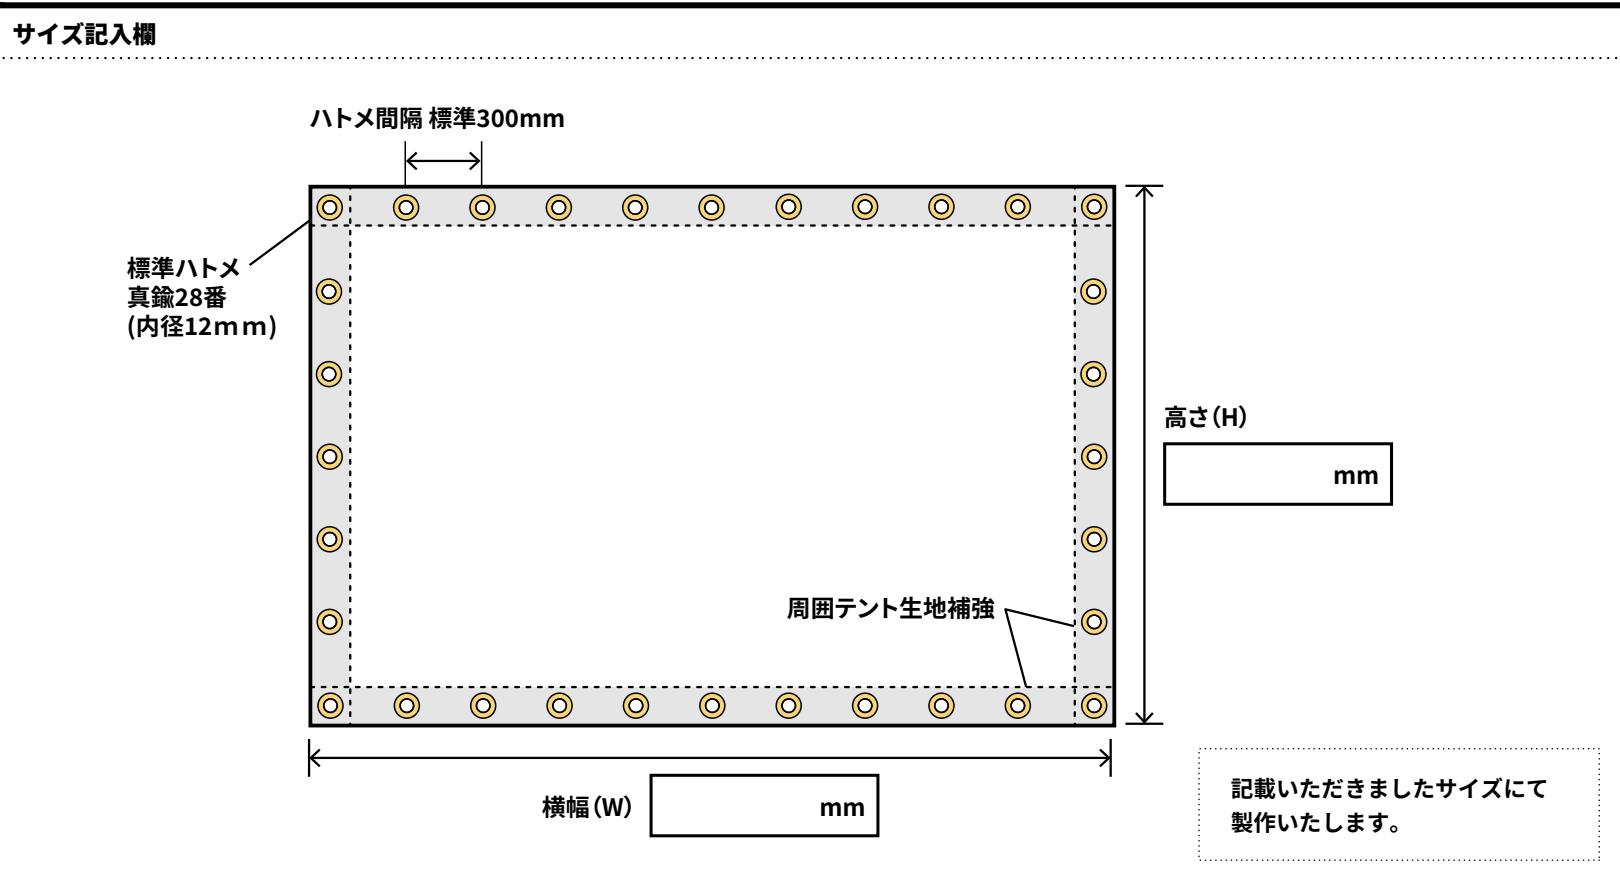 サイズ記入欄
ハトメ間隔 標準300mm
標準ハトメ
真鍮28番
(内径12ｍｍ)
高さ（H）
mm
周囲テント生地補強
横幅（W）
mm
記載いただきましたサイズにて
製作いたします。